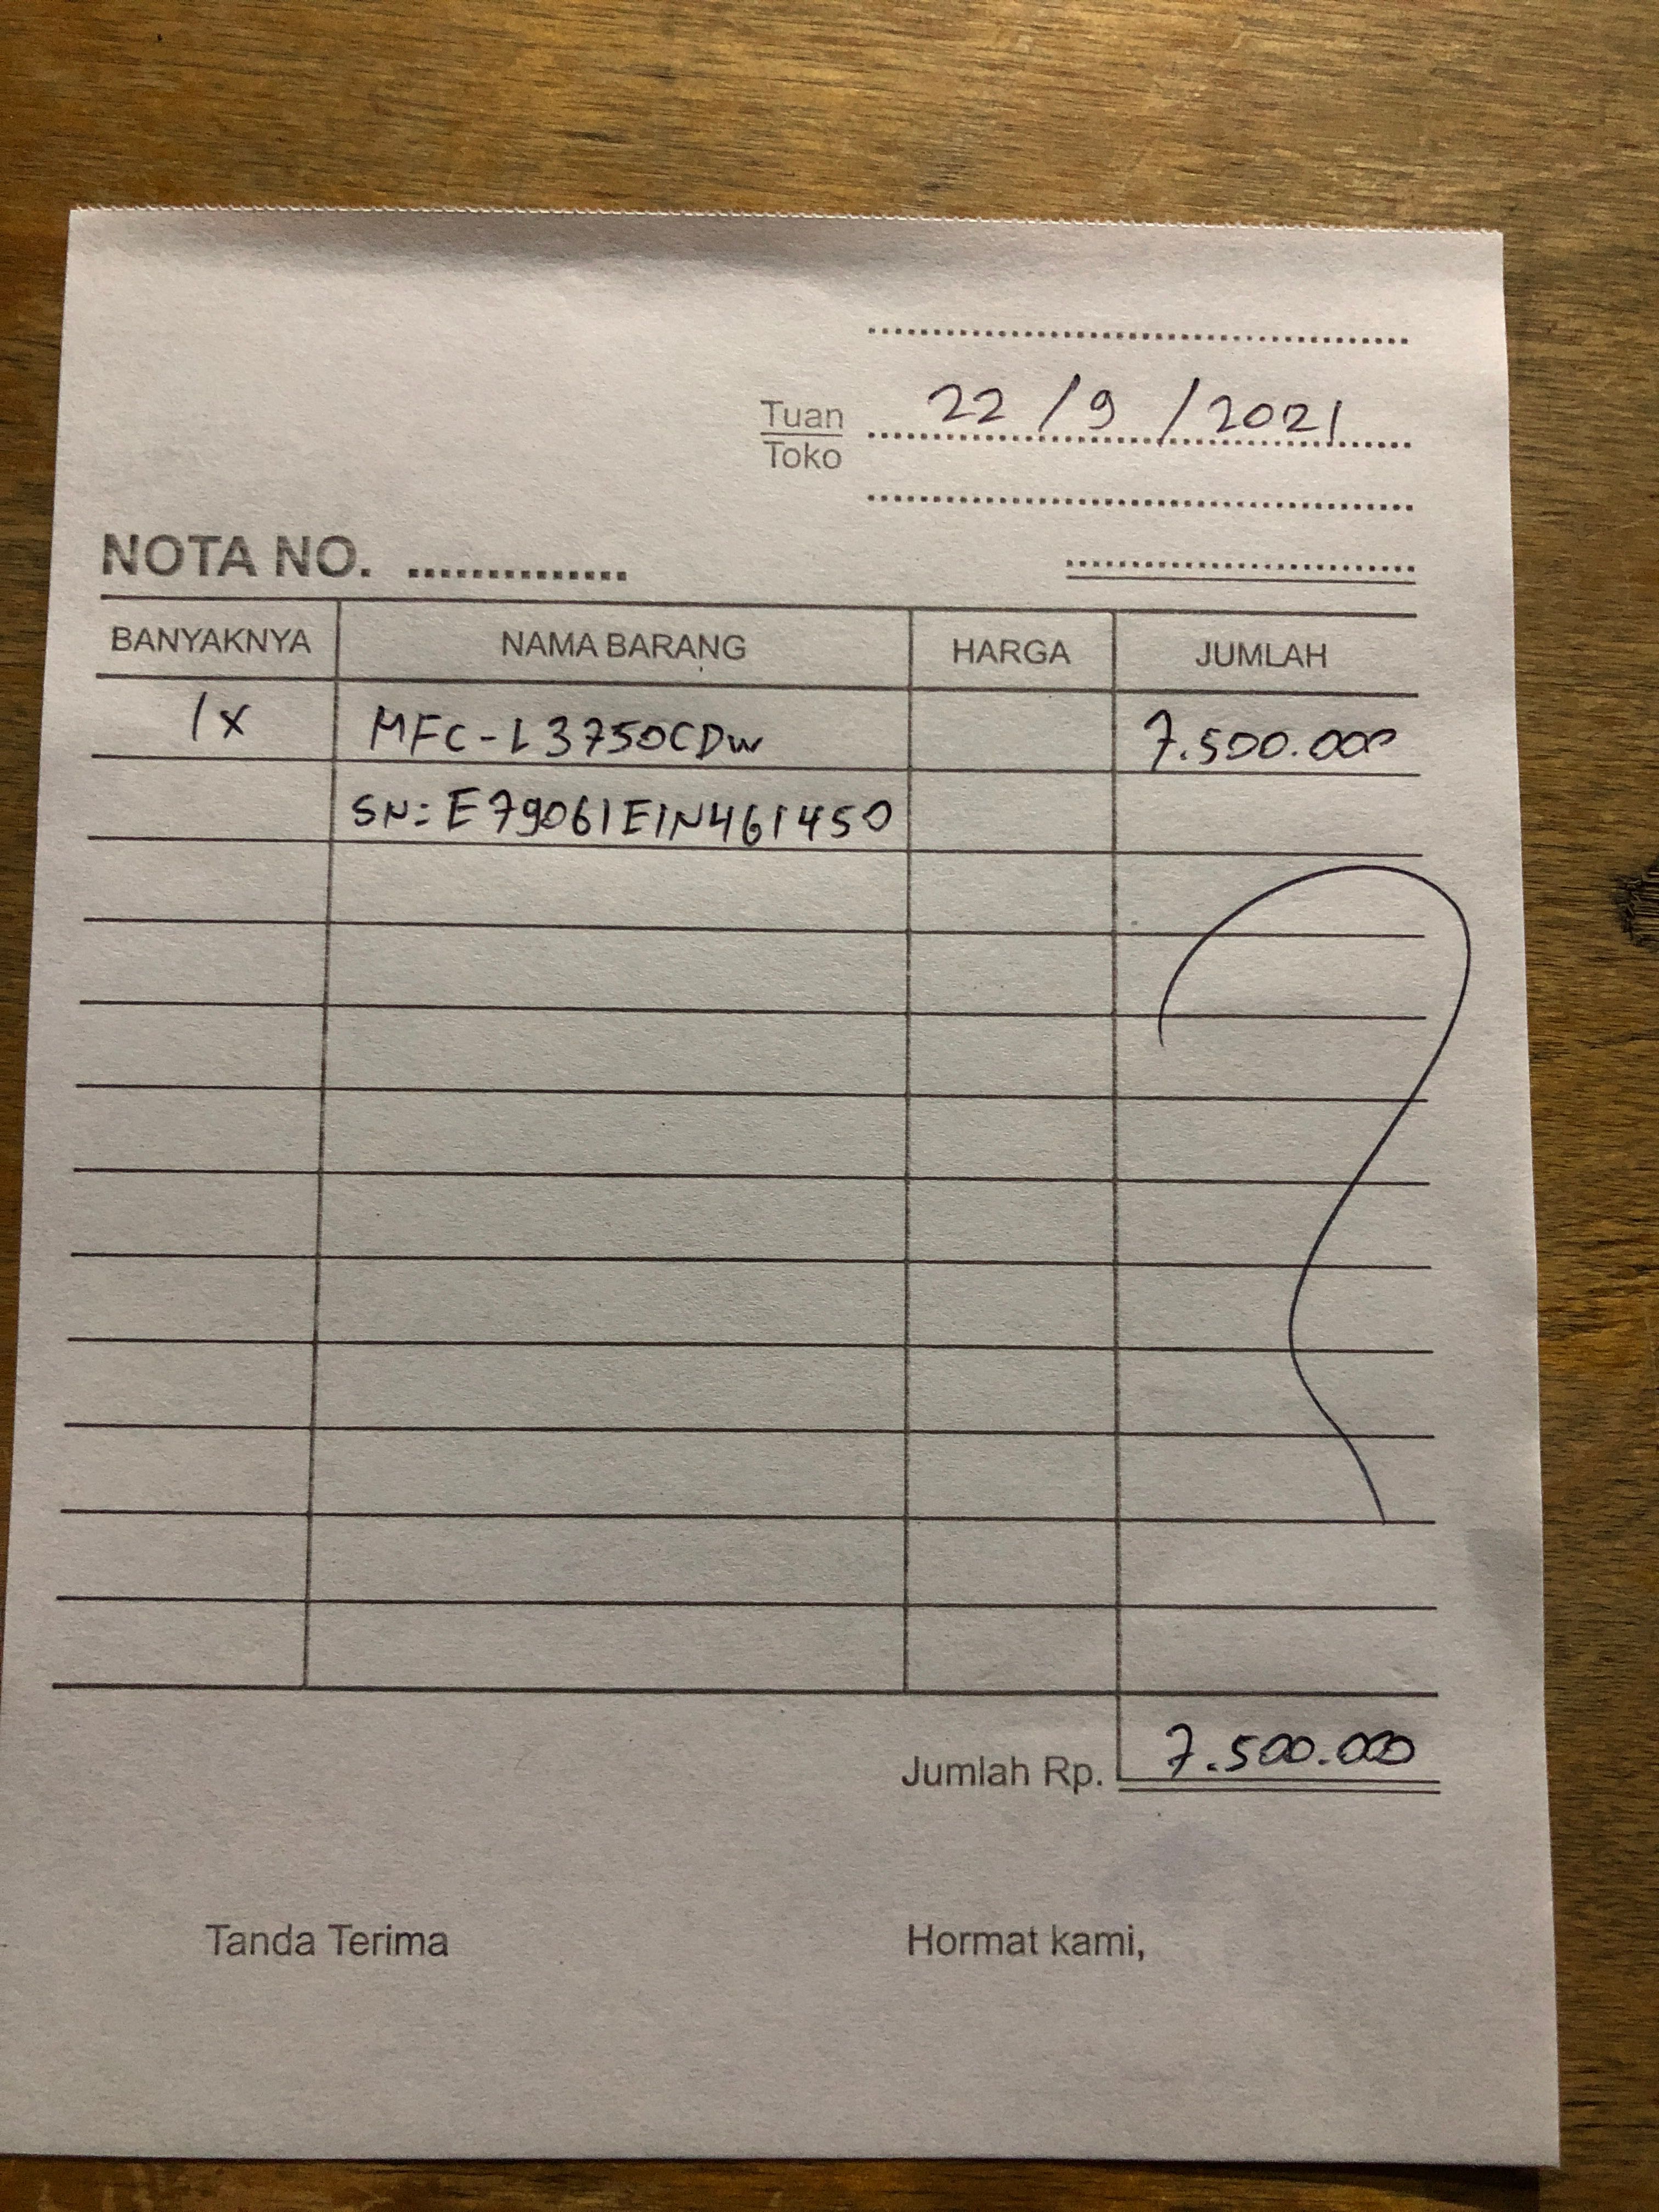 Tuan 22/9/2021
Toko
NOTA NO. ..............
BANYAKNYA NAMA BARANG HARGA JUMLAH
1x MFC-L3750CDW 7.500.000
SN: E79061E1N461450
Jumlah Rp. 7.500.000
Tanda Terima Hormat kami,